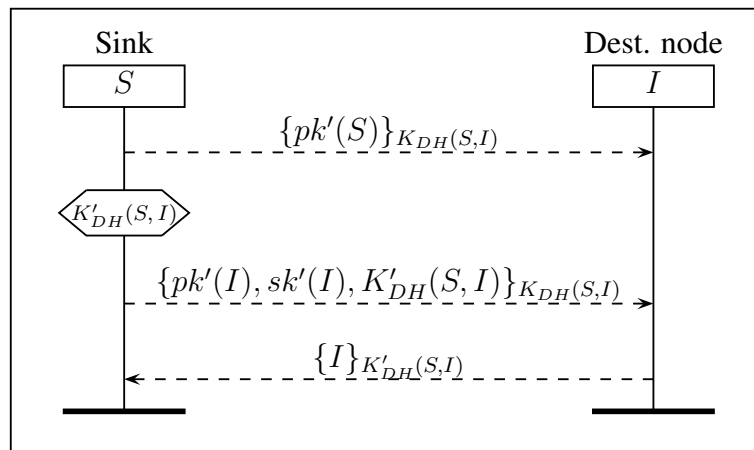 Sink Dest. node
S I
{pk′(S)}K_DH(S,I)
K′_DH(S, I)
{pk′(I), sk′(I), K′_DH(S, I)}K_DH(S,I)
{I}K′_DH(S,I)